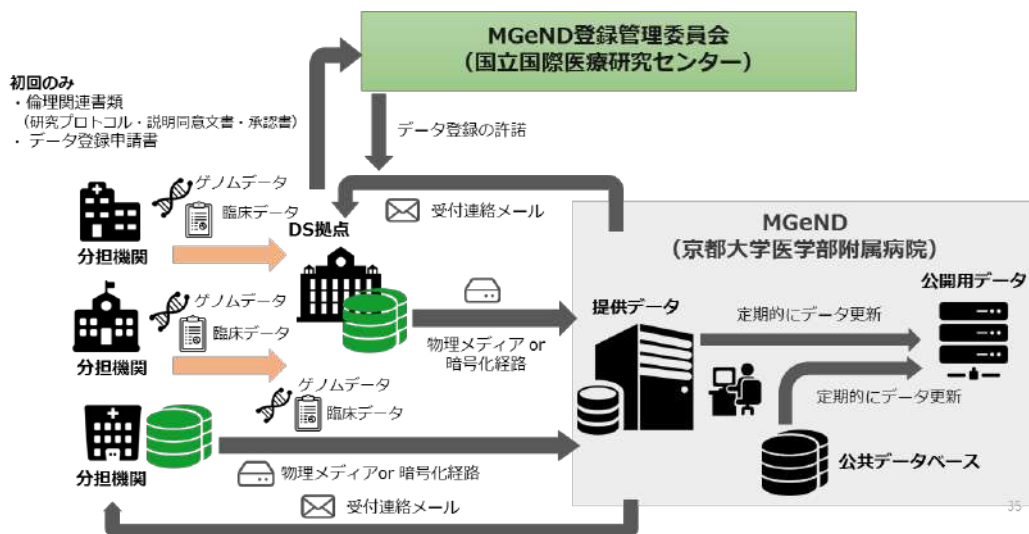 MGeND登録管理委員会
（国立国際医療研究センター）
初回のみ
・倫理関連書類
（研究プロトコル・説明同意文書・承認書）
・ データ登録申請書
データ登録の許諾
ゲノムデータ
臨床データ
分担機関
DS拠点
受付連絡メール
MGeND
（京都大学医学部附属病院）
ゲノムデータ
臨床データ
分担機関
物理メディア or
暗号化経路
提供データ
公開用データ
定期的にデータ更新
定期的にデータ更新
公共データベース
ゲノムデータ
臨床データ
分担機関
物理メディアor 暗号化経路
受付連絡メール
35